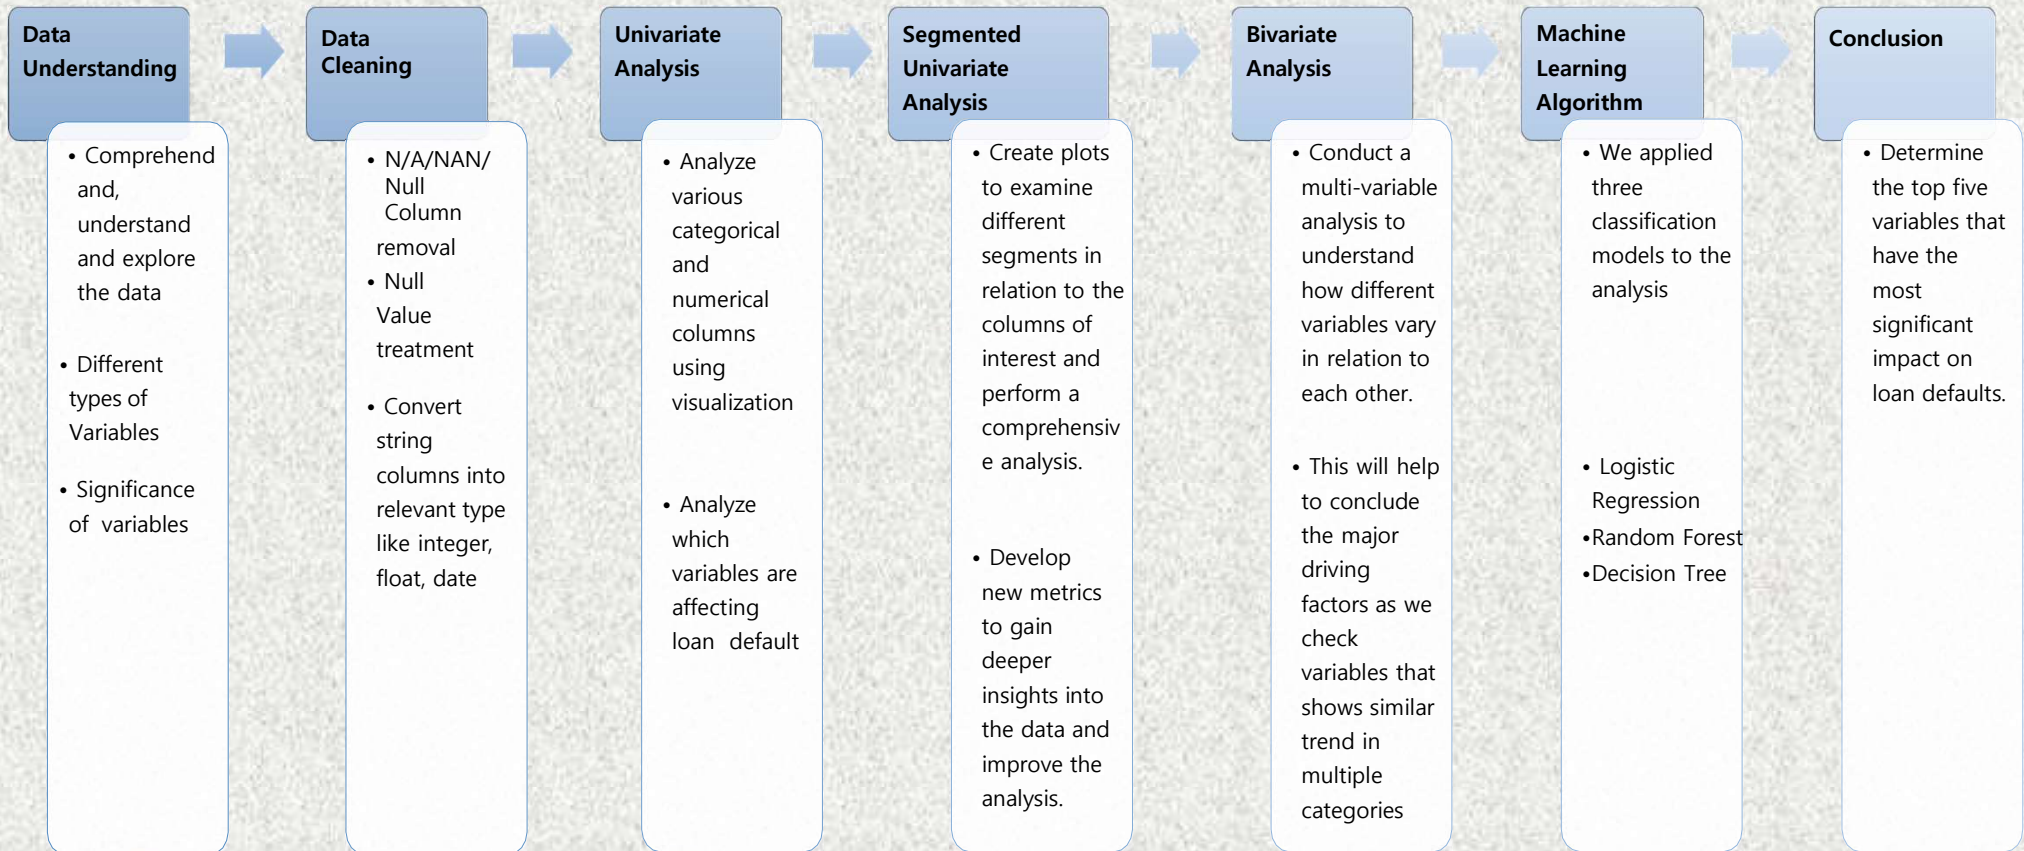 Data
Understanding
• Comprehend
and,
understand
and explore
the data
• Different
types of
Variables
• Significance
of variables
Data
Cleaning
• N/A/NAN/
Null
Column
removal
• Null
Value
treatment
• Convert
string
columns into
relevant type
like integer,
float, date
Univariate
Analysis
• Analyze
various
categorical
and
numerical
columns
using
visualization
• Analyze
which
variables are
affecting
loan default
Segmented
Univariate
Analysis
• Create plots
to examine
different
segments in
relation to the
columns of
interest and
perform a
comprehensiv
e analysis.
• Develop
new metrics
to gain
deeper
insights into
the data and
improve the
analysis.
Bivariate
Analysis
• Conduct a
multi-variable
analysis to
understand
how different
variables vary
in relation to
each other.
• This will help
to conclude
the major
driving
factors as we
check
variables that
shows similar
trend in
multiple
categories
Machine
Learning
Algorithm
• We applied
three
classification
models to the
analysis
• Logistic
Regression
•Random Forest
•Decision Tree
Conclusion
• Determine
the top five
variables that
have the
most
significant
impact on
loan defaults.